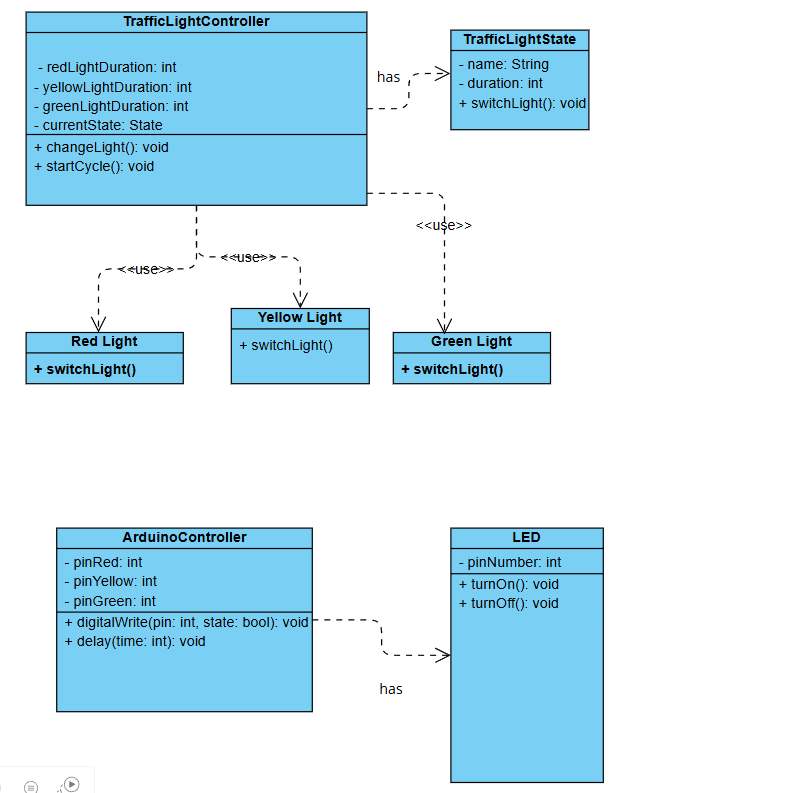 TrafficLightController
- redLightDuration: int
- yellowLightDuration: int
- greenLightDuration: int
- currentState: State
+ changeLight(): void
+ startCycle(): void
has
TrafficLightState
- name: String
- duration: int
+ switchLight(): void
<<use>>
<<use>>
<<use>>
Red Light
+ switchLight()
Yellow Light
+ switchLight()
Green Light
+ switchLight()
ArduinoController
- pinRed: int
- pinYellow: int
- pinGreen: int
+ digitalWrite(pin: int, state: bool): void
+ delay(time: int): void
has
LED
- pinNumber: int
+ turnOn(): void
+ turnOff(): void